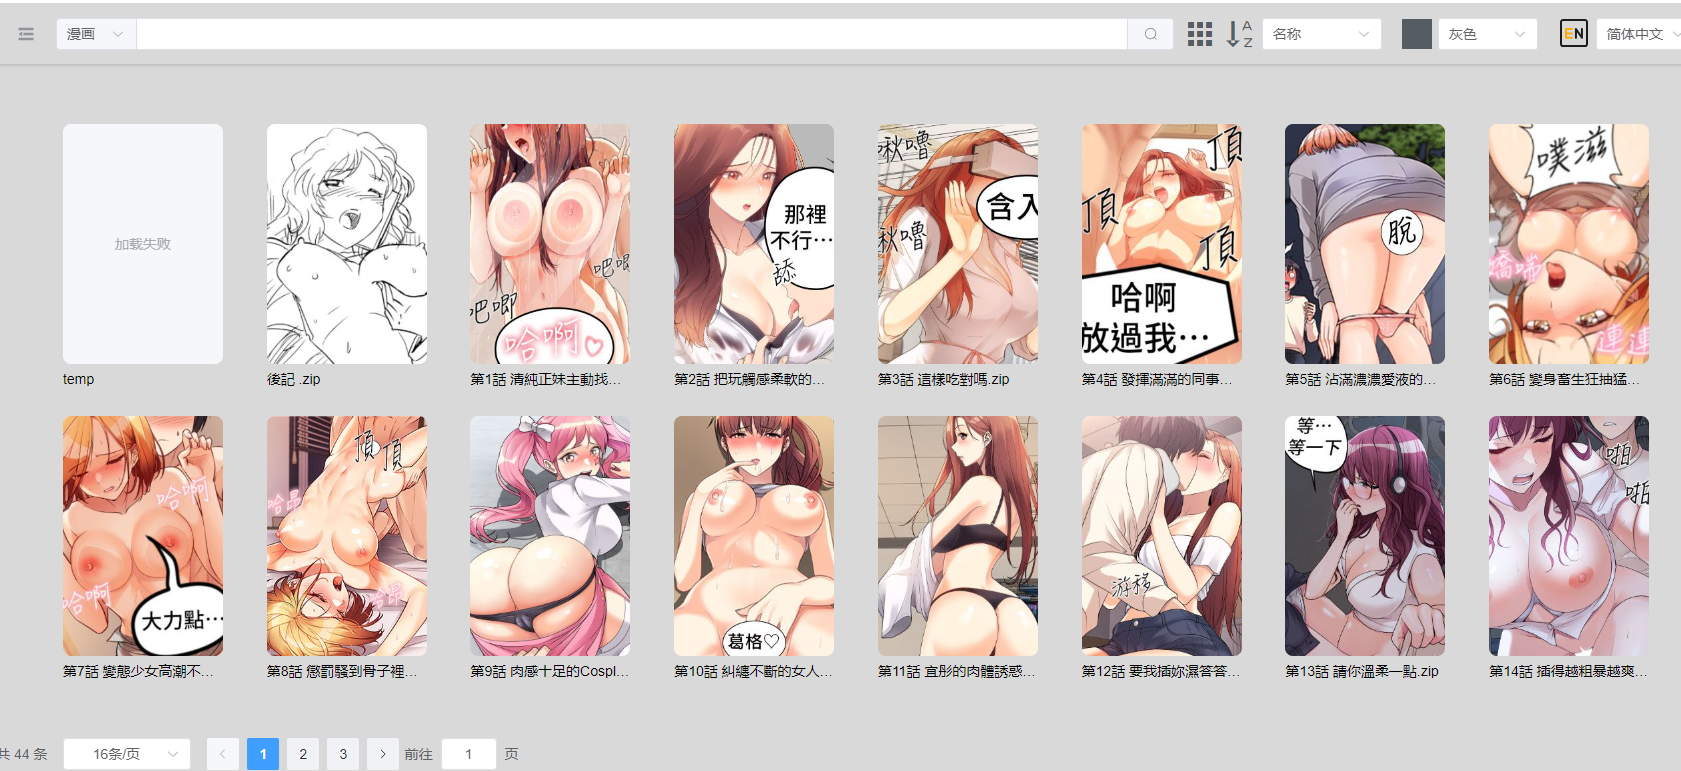 漫画
名称
灰色
EN
简体中文
加载失败
那裡
不行…
舔
啾嚕
啾嚕
含入
頂
頂
頂
哈啊
放過我…
脫
噗滋
嬌喘
連連
吧唧
吧唧
哈啊♡
temp
後記 .zip
第1話 清純正妹主動找...
第2話 把玩觸感柔軟的...
第3話 這樣吃對嗎.zip
第4話 發揮滿滿的同事...
第5話 沾滿濃濃愛液的...
第6話 變身畜生狂抽猛...
哈啊
哈啊
大力點…
頂
頂
哈昂
哈昂
葛格♡
游移
等…
等一下
啪
啪
第7話 變態少女高潮不...
第8話 懲罰騷到骨子裡...
第9話 肉感十足的Cospl...
第10話 糾纏不斷的女人...
第11話 宜彤的肉體誘惑...
第12話 要我插妳濕答答...
第13話 請你溫柔一點.zip
第14話 插得越粗暴越爽...
共 44 条
16条/页
1
2
3
前往
1
页